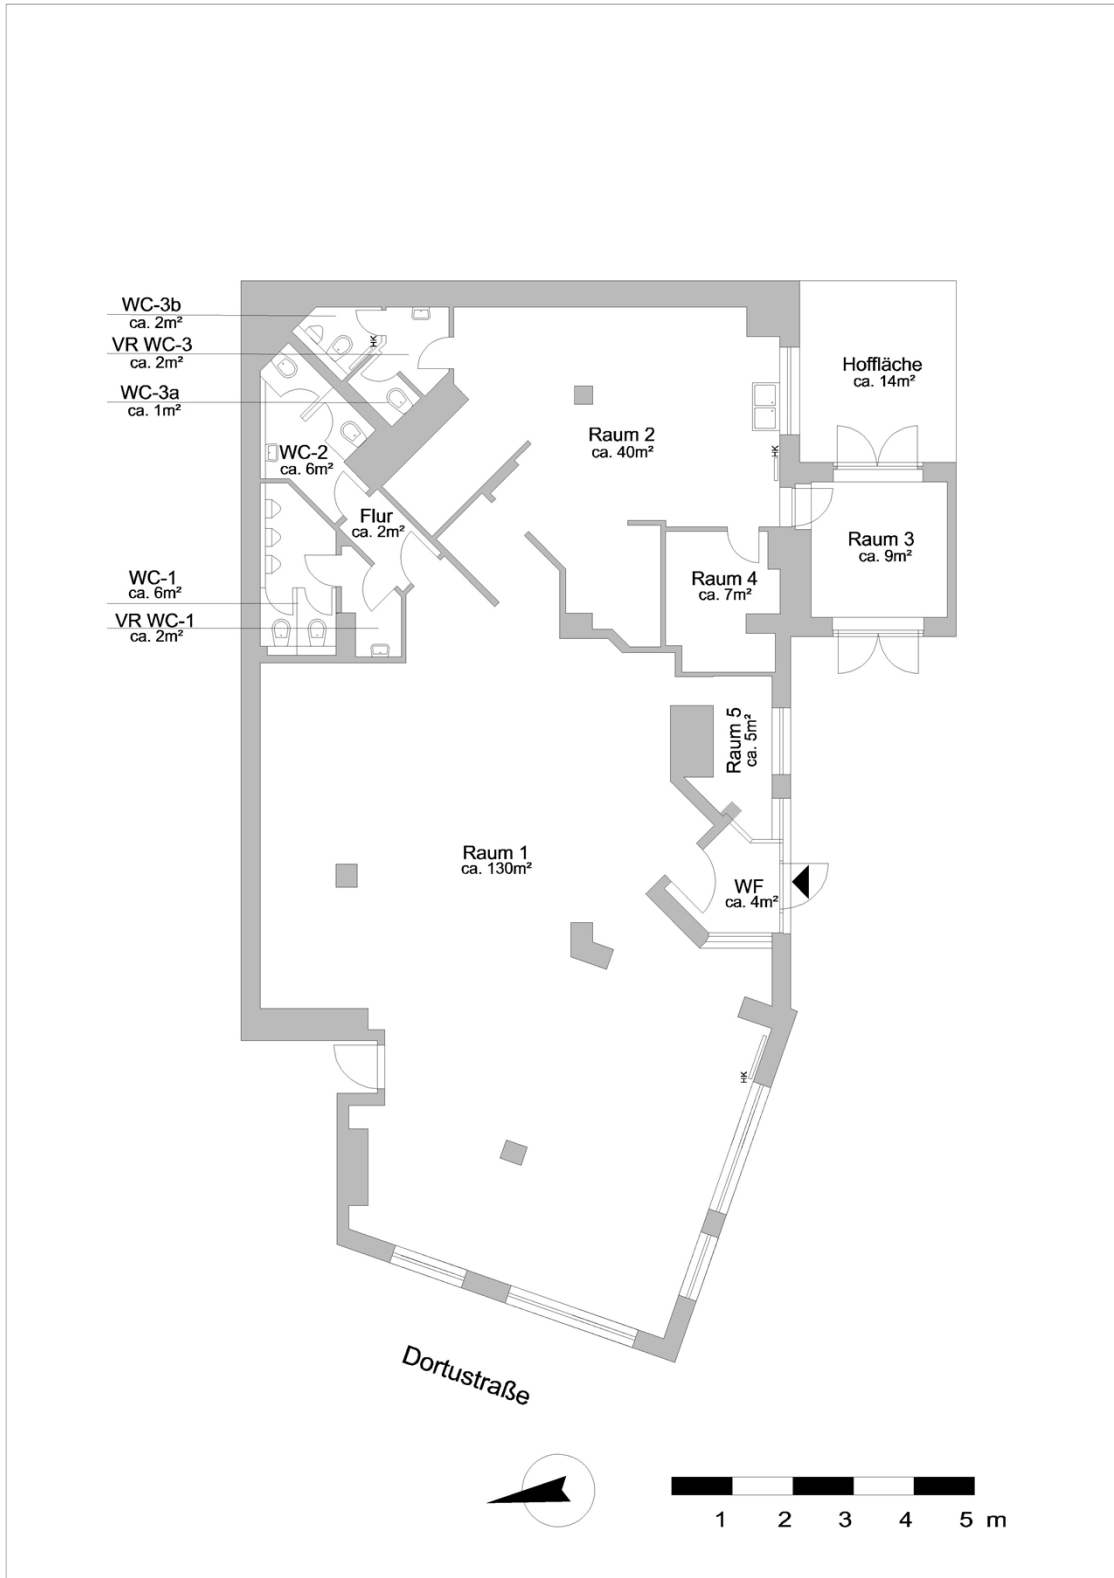 WC-3b
ca. 2m²
VR WC-3
ca. 2m²
WC-3a
ca. 1m²
HK
Hoffläche
ca. 14m²
Raum 2
ca. 40m²
HK
WC-2
ca. 6m²
Flur
ca. 2m²
Raum 3
ca. 9m²
WC-1
ca. 6m²
Raum 4
ca. 7m²
VR WC-1
ca. 2m²
Raum 5
ca. 5m²
Raum 1
ca. 130m²
WF
ca. 4m²
HK
Dortustraße
1 2 3 4 5 m